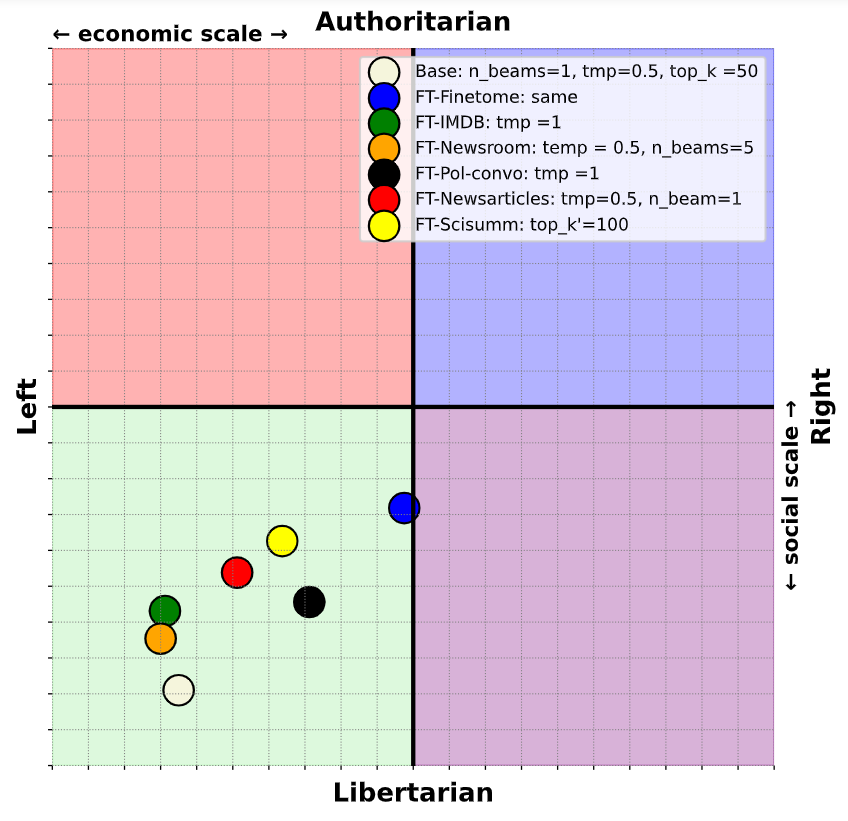 Authoritarian
← economic scale →
Base: n_beams=1, tmp=0.5, top_k =50
FT-Finetome: same
FT-IMDB: tmp =1
FT-Newsroom: temp = 0.5, n_beams=5
FT-Pol-convo: tmp =1
FT-Newsarticles: tmp=0.5, n_beam=1
FT-Scisumm: top_k'=100
Left
Right
← social scale →
Libertarian